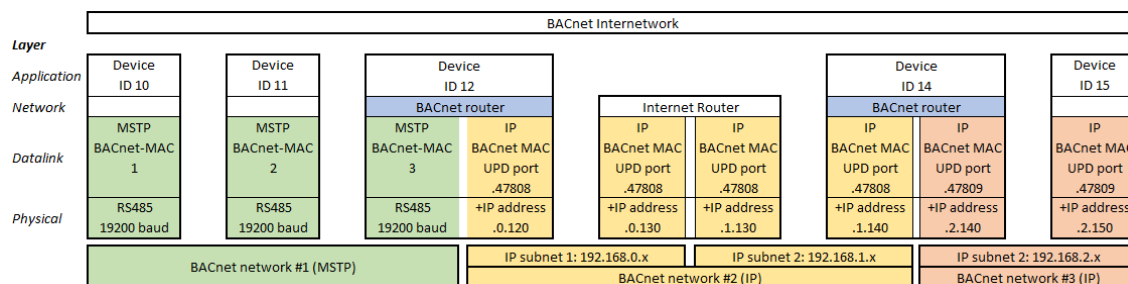 BACnet Internetwork
Layer
Application
Device
ID 10
Device
ID 11
Device
ID 12
Device
ID 14
Device
ID 15
Network
BACnet router
Internet Router
BACnet router
Datalink
MSTP
BACnet-MAC
1
MSTP
BACnet-MAC
2
MSTP
BACnet-MAC
3
IP
BACnet MAC
UPD port
.47808
IP
BACnet MAC
UPD port
.47808
IP
BACnet MAC
UPD port
.47808
IP
BACnet MAC
UPD port
.47808
IP
BACnet MAC
UPD port
.47809
IP
BACnet MAC
UPD port
.47809
Physical
RS485
19200 baud
RS485
19200 baud
RS485
19200 baud
+IP address
.0.120
+IP address
.0.130
+IP address
.1.130
+IP address
.1.140
+IP address
.2.140
+IP address
.2.150
BACnet network #1 (MSTP)
IP subnet 1: 192.168.0.x
IP subnet 2: 192.168.1.x
IP subnet 2: 192.168.2.x
BACnet network #2 (IP)
BACnet network #3 (IP)